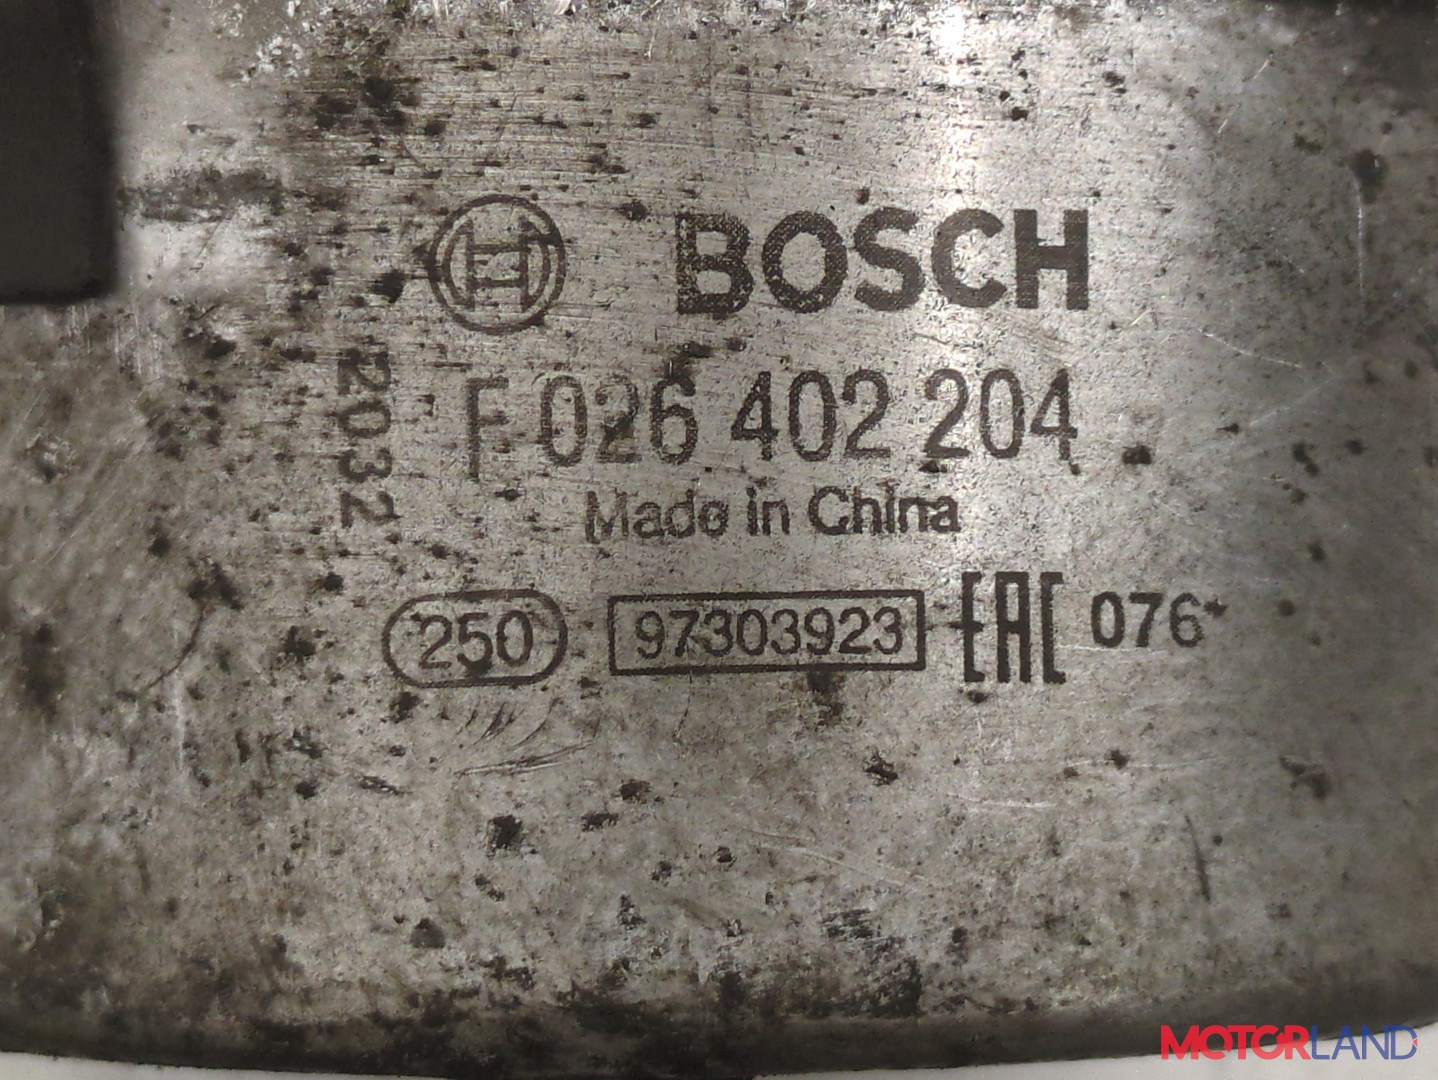 BOSCH
F 026 402 204
Made in China
250 97303923 EAC 076*
2032
MOTORLAND